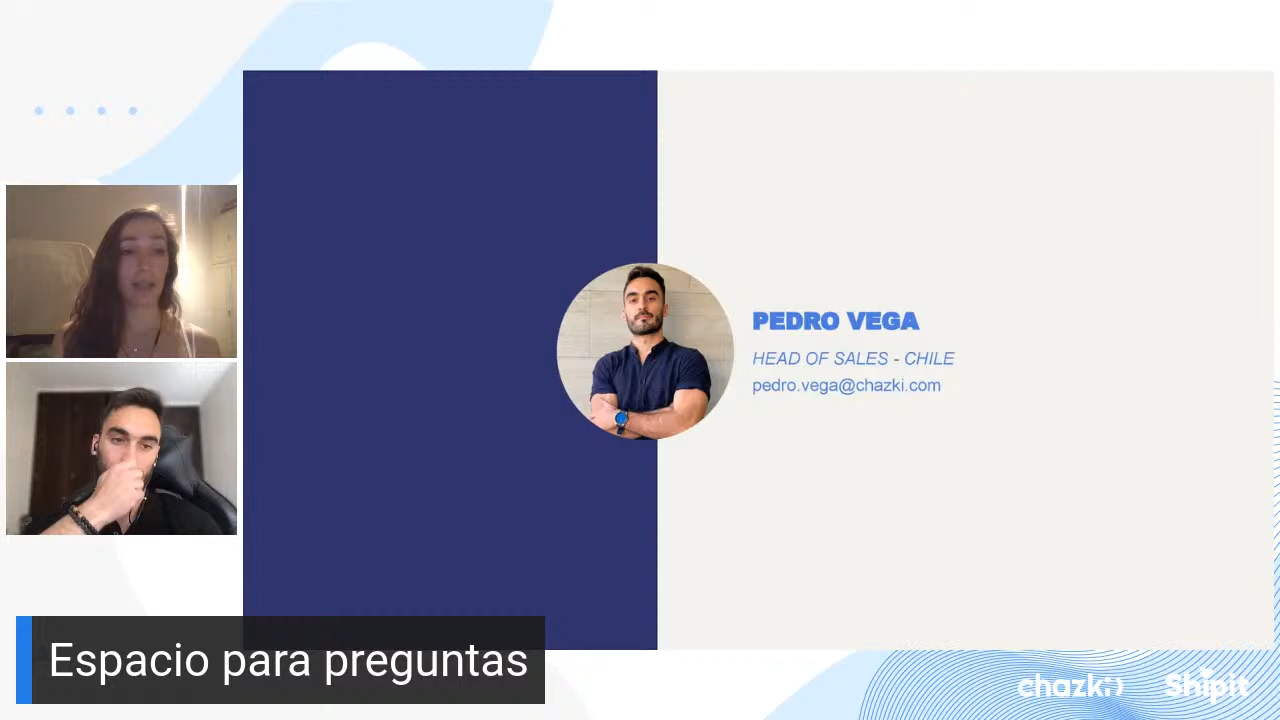 PEDRO VEGA
HEAD OF SALES - CHILE
pedro.vega@chazki.com
Espacio para preguntas
chazki
Shipit